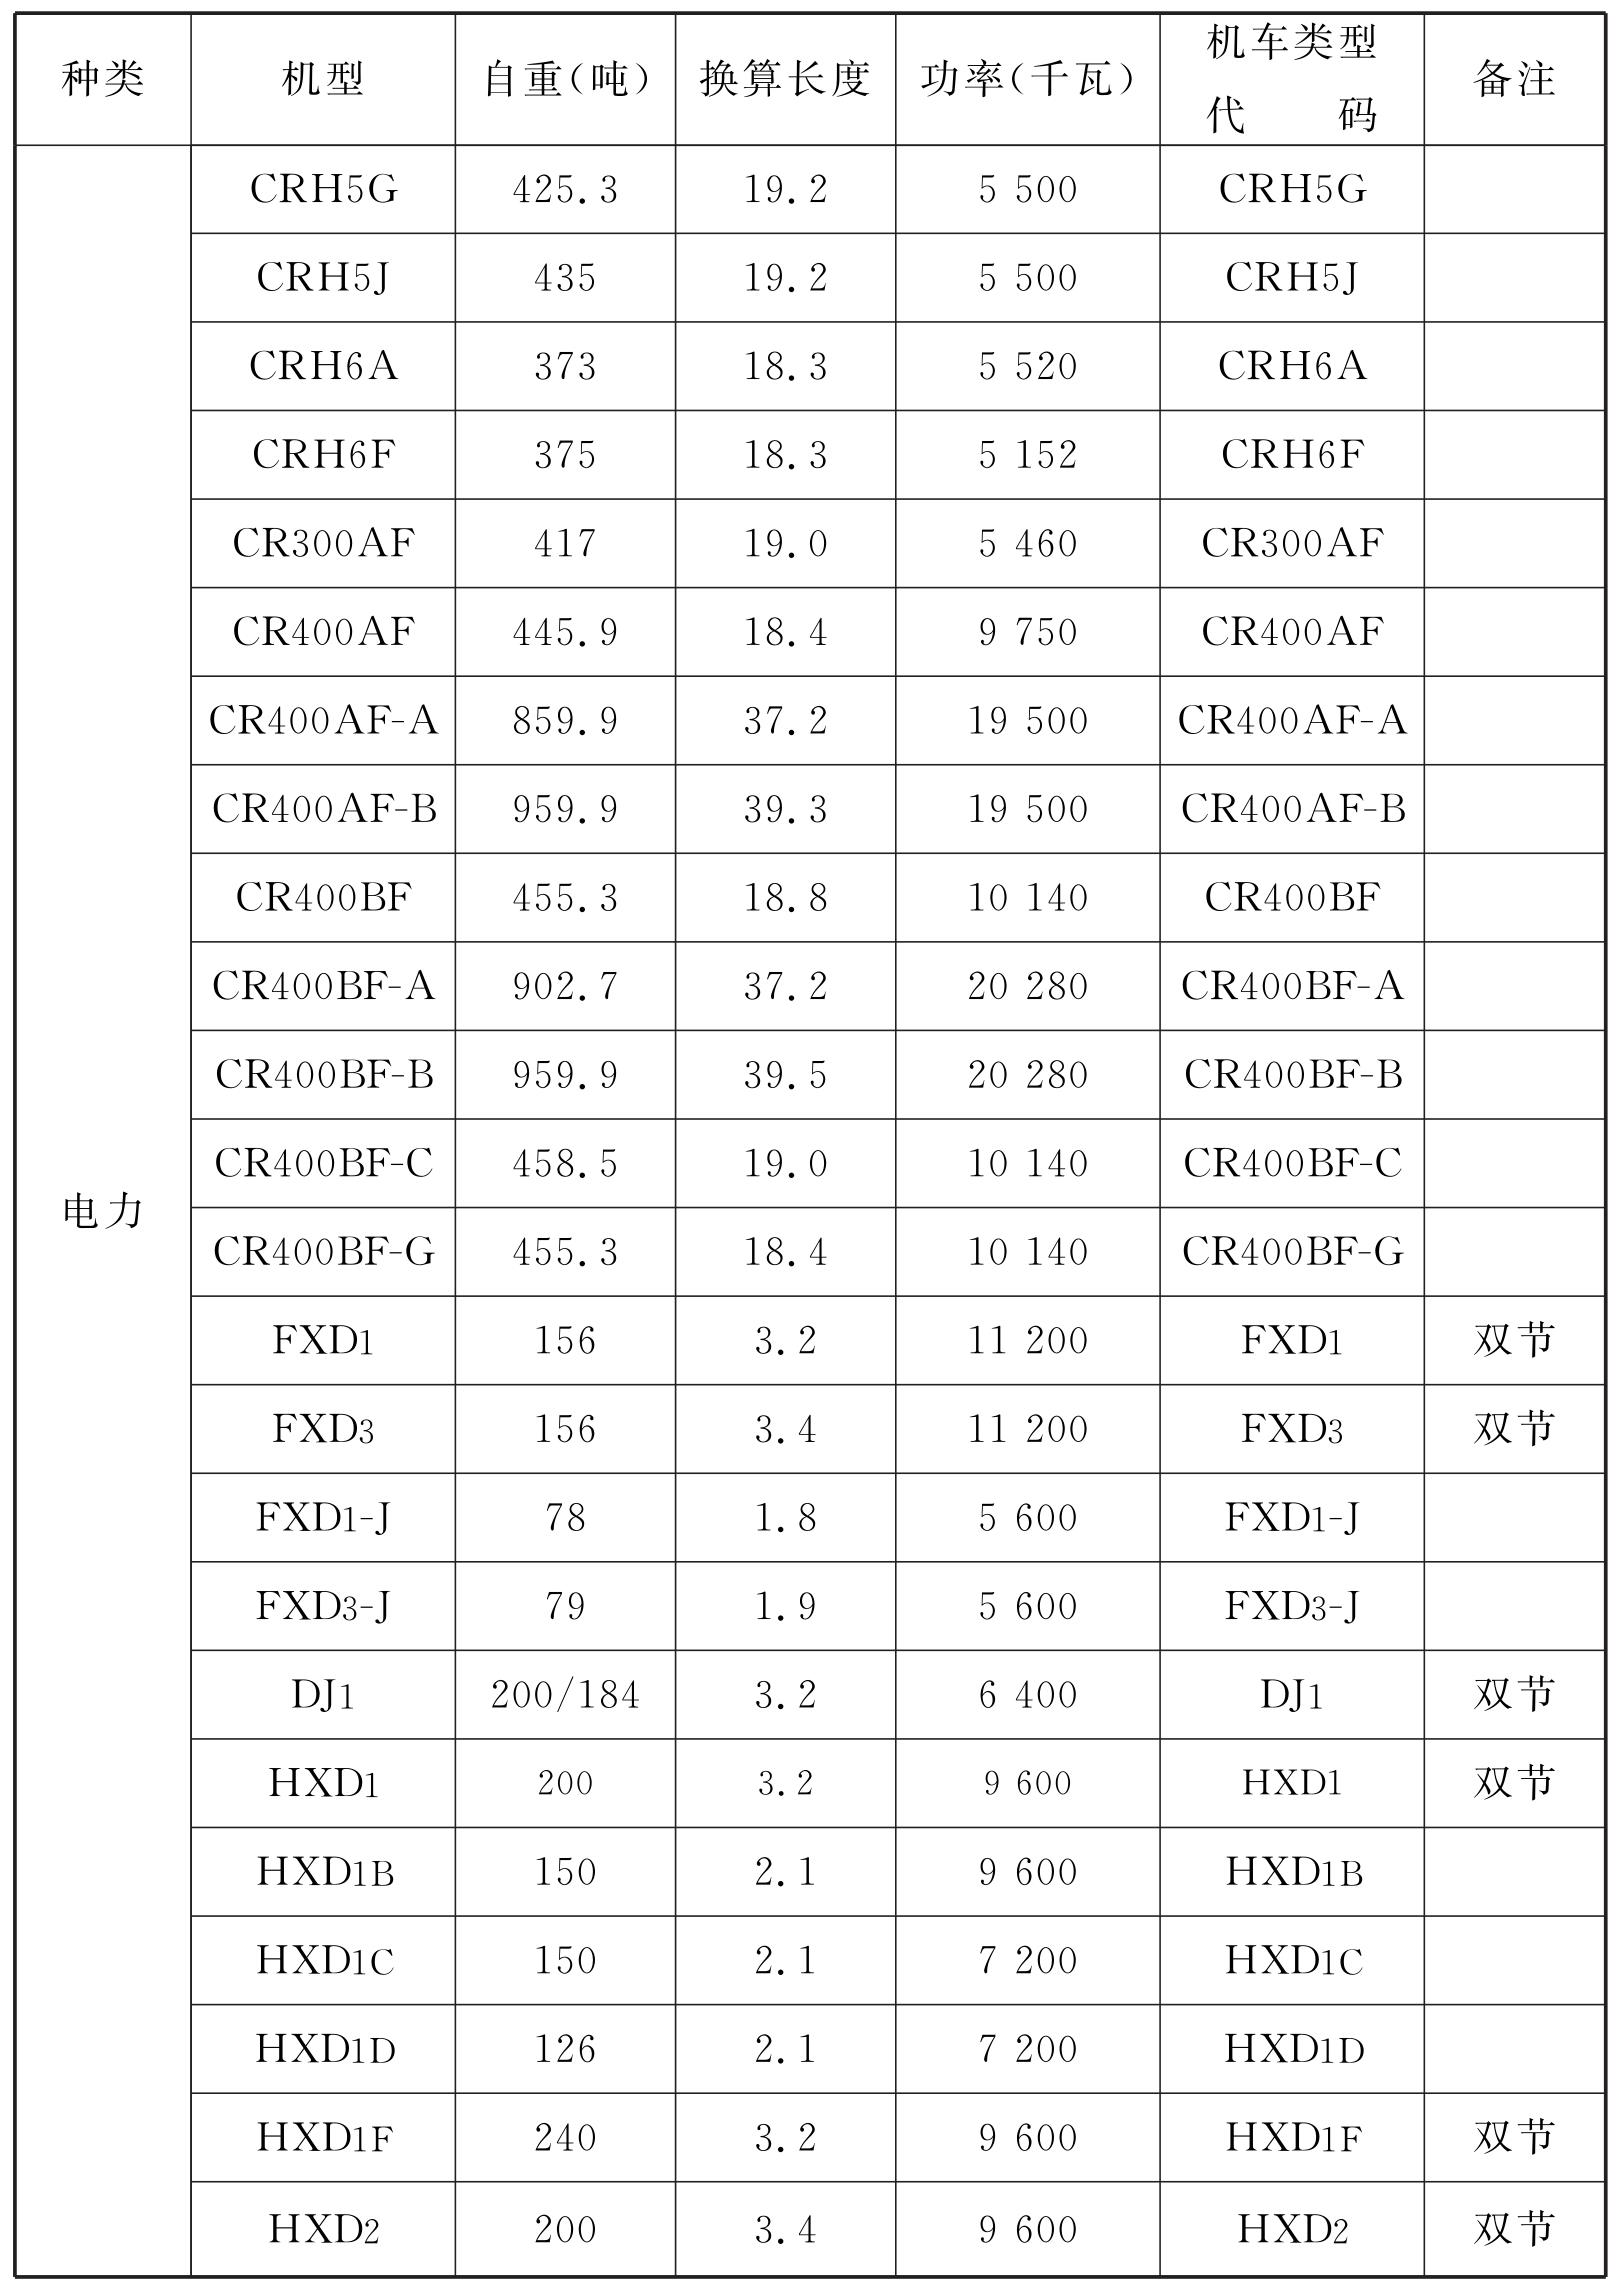 种类 机型 自重(吨) 换算长度 功率(千瓦) 机车类型代码 备注
电力
CRH5G 425.3 19.2 5 500 CRH5G
CRH5J 435 19.2 5 500 CRH5J
CRH6A 373 18.3 5 520 CRH6A
CRH6F 375 18.3 5 152 CRH6F
CR300AF 417 19.0 5 460 CR300AF
CR400AF 445.9 18.4 9 750 CR400AF
CR400AF-A 859.9 37.2 19 500 CR400AF-A
CR400AF-B 959.9 39.3 19 500 CR400AF-B
CR400BF 455.3 18.8 10 140 CR400BF
CR400BF-A 902.7 37.2 20 280 CR400BF-A
CR400BF-B 959.9 39.5 20 280 CR400BF-B
CR400BF-C 458.5 19.0 10 140 CR400BF-C
CR400BF-G 455.3 18.4 10 140 CR400BF-G
FXD1 156 3.2 11 200 FXD1 双节
FXD3 156 3.4 11 200 FXD3 双节
FXD1-J 78 1.8 5 600 FXD1-J
FXD3-J 79 1.9 5 600 FXD3-J
DJ1 200/184 3.2 6 400 DJ1 双节
HXD1 200 3.2 9 600 HXD1 双节
HXD1B 150 2.1 9 600 HXD1B
HXD1C 150 2.1 7 200 HXD1C
HXD1D 126 2.1 7 200 HXD1D
HXD1F 240 3.2 9 600 HXD1F 双节
HXD2 200 3.4 9 600 HXD2 双节